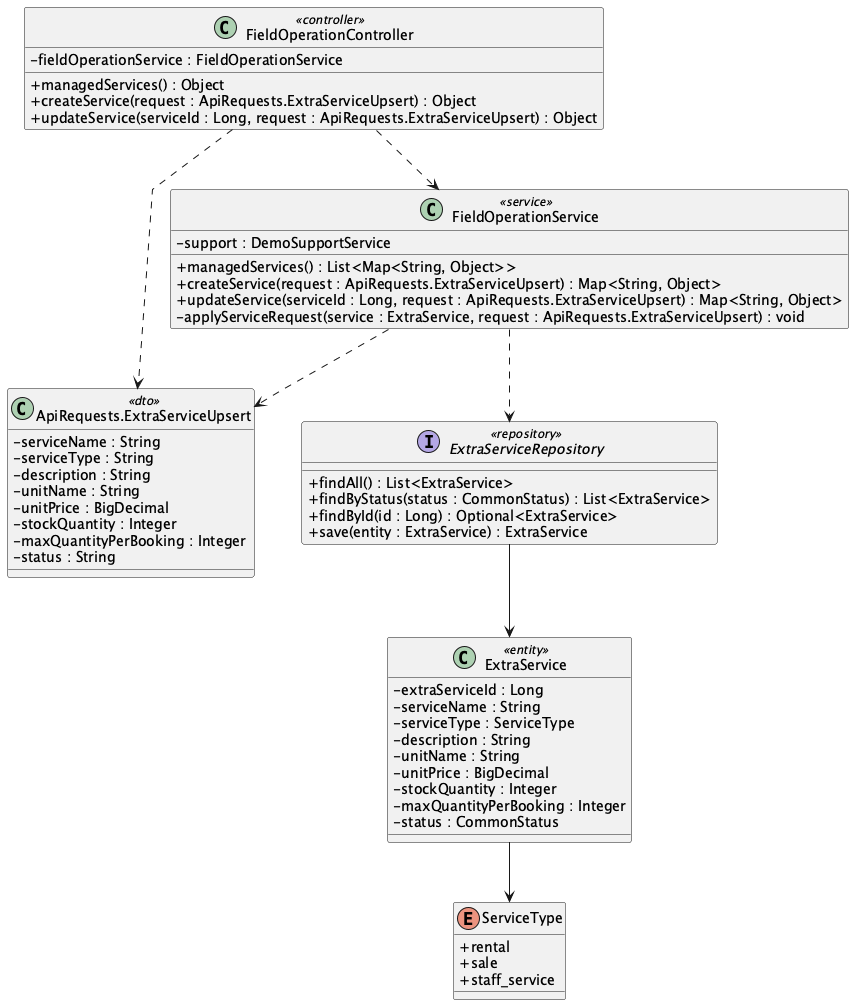 C
«controller»
FieldOperationController
-fieldOperationService : FieldOperationService
+managedServices() : Object
+createService(request : ApiRequests.ExtraServiceUpsert) : Object
+updateService(serviceId : Long, request : ApiRequests.ExtraServiceUpsert) : Object
C
«service»
FieldOperationService
-support : DemoSupportService
+managedServices() : List<Map<String, Object>>
+createService(request : ApiRequests.ExtraServiceUpsert) : Map<String, Object>
+updateService(serviceId : Long, request : ApiRequests.ExtraServiceUpsert) : Map<String, Object>
-applyServiceRequest(service : ExtraService, request : ApiRequests.ExtraServiceUpsert) : void
C
«dto»
ApiRequests.ExtraServiceUpsert
-serviceName : String
-serviceType : String
-description : String
-unitName : String
-unitPrice : BigDecimal
-stockQuantity : Integer
-maxQuantityPerBooking : Integer
-status : String
I
«repository»
ExtraServiceRepository
+findAll() : List<ExtraService>
+findByStatus(status : CommonStatus) : List<ExtraService>
+findById(id : Long) : Optional<ExtraService>
+save(entity : ExtraService) : ExtraService
C
«entity»
ExtraService
-extraServiceId : Long
-serviceName : String
-serviceType : ServiceType
-description : String
-unitName : String
-unitPrice : BigDecimal
-stockQuantity : Integer
-maxQuantityPerBooking : Integer
-status : CommonStatus
E
ServiceType
+rental
+sale
+staff_service